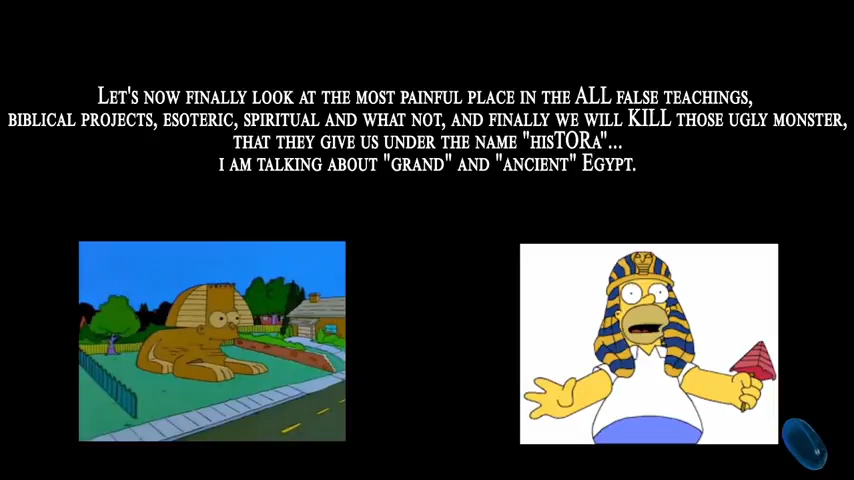 Let's now finally look at the most painful place in the ALL false teachings,
biblical projects, esoteric, spiritual and what not, and finally we will KILL those ugly monster,
that they give us under the name "hisTORa"...
i am talking about "grand" and "ancient" Egypt.